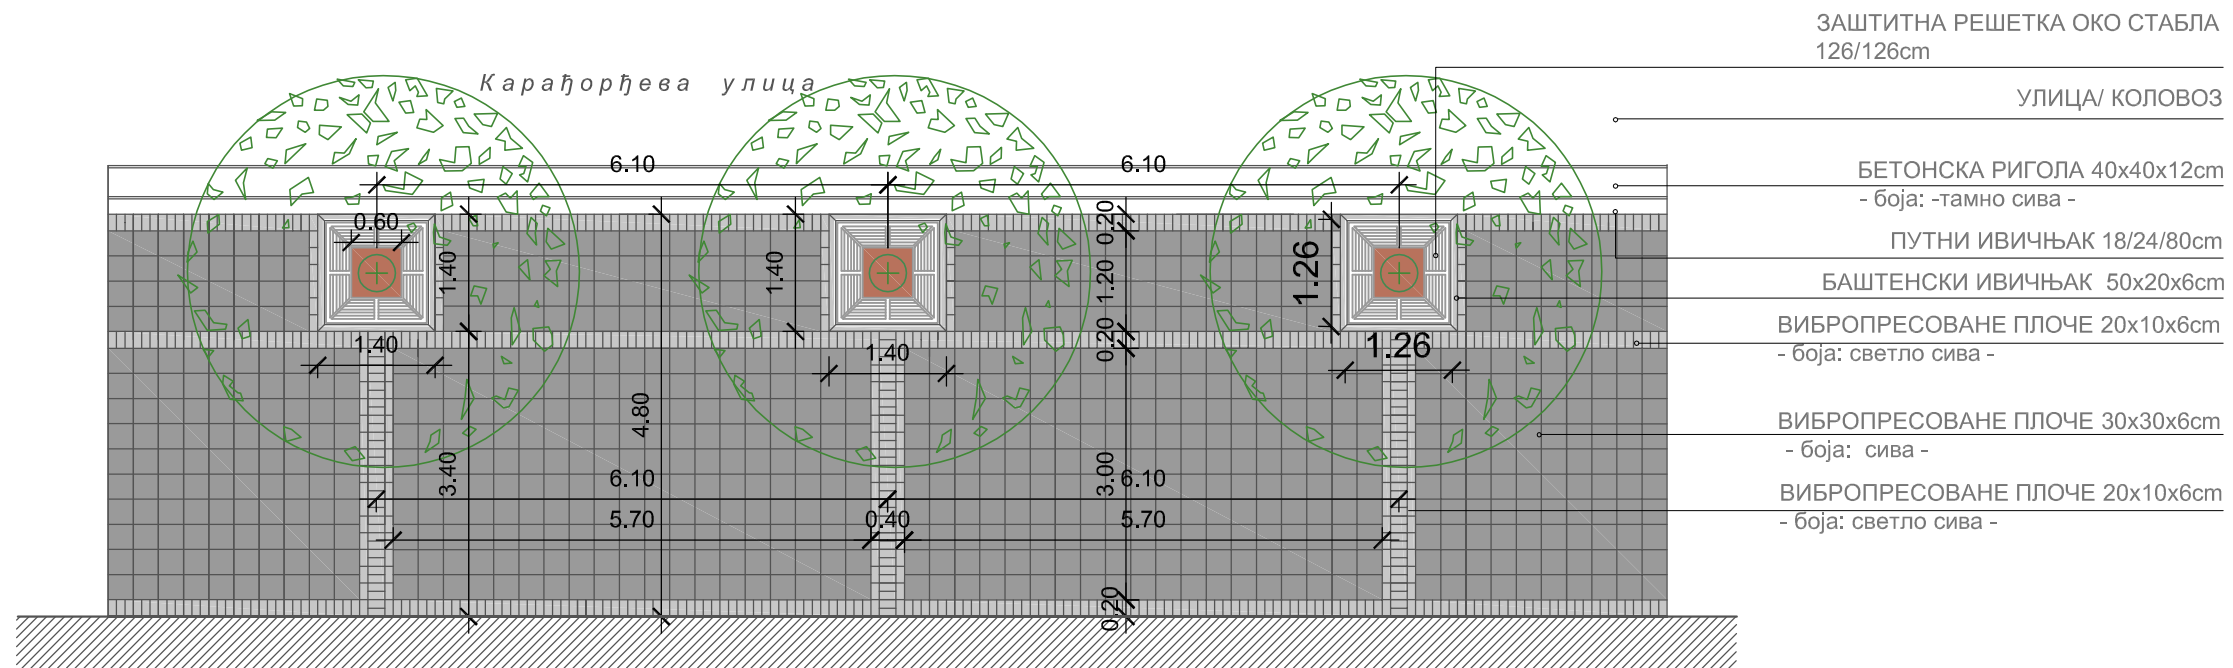 ЗАШТИТНА РЕШЕТКА ОКО СТАБЛА
126/126cm
Карађорђева улица
УЛИЦА/ КОЛОВОЗ
6.10
6.10
БЕТОНСКА РИГОЛА 40x40x12cm
- боја: -тамно сива -
0.60
0.20
ПУТНИ ИВИЧЊАК 18/24/80cm
1.40
1.40
1.20
1.26
БАШТЕНСКИ ИВИЧЊАК 50x20x6cm
ВИБРОПРЕСОВАНЕ ПЛОЧЕ 20x10x6cm
- боја: светло сива -
1.40
1.40
0.20
1.26
4.80
ВИБРОПРЕСОВАНЕ ПЛОЧЕ 30x30x6cm
- боја: сива -
3.40
6.10
3.00
6.10
ВИБРОПРЕСОВАНЕ ПЛОЧЕ 20x10x6cm
- боја: светло сива -
5.70
0.40
5.70
0.20